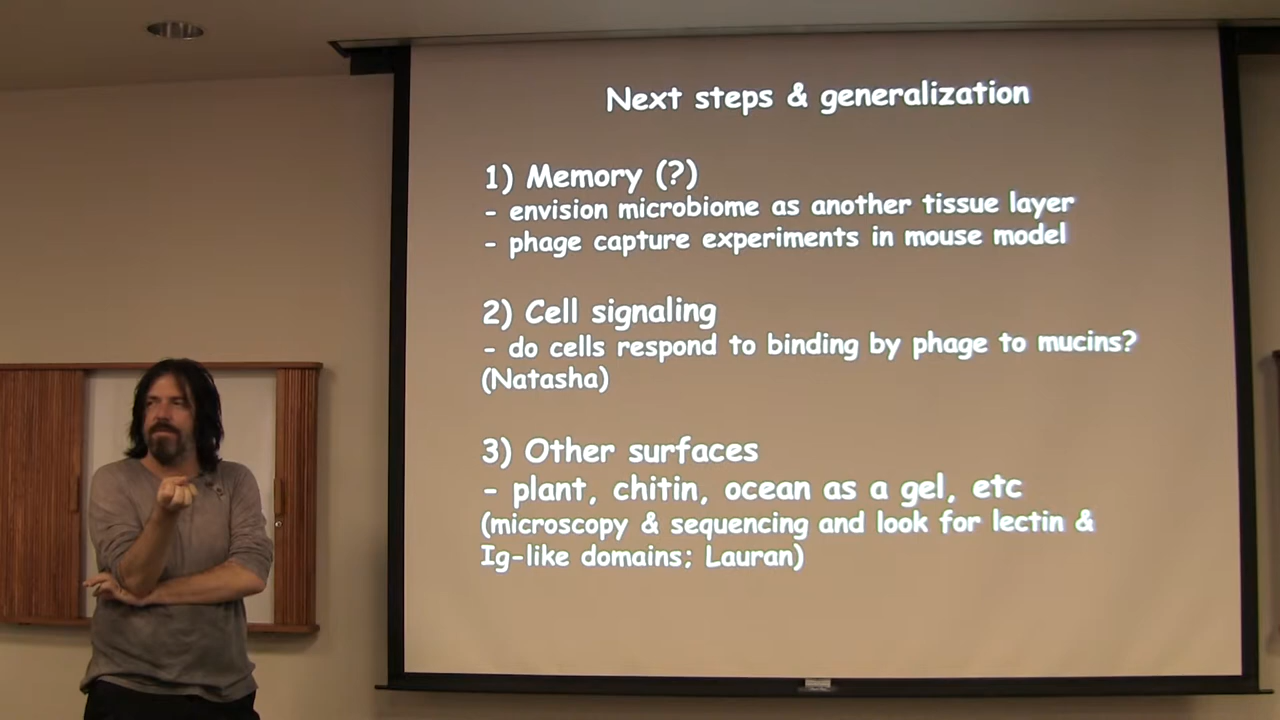 Next steps & generalization
1) Memory (?)
- envision microbiome as another tissue layer
- phage capture experiments in mouse model
2) Cell signaling
- do cells respond to binding by phage to mucins?
(Natasha)
3) Other surfaces
- plant, chitin, ocean as a gel, etc
(microscopy & sequencing and look for lectin &
Ig-like domains; Lauran)